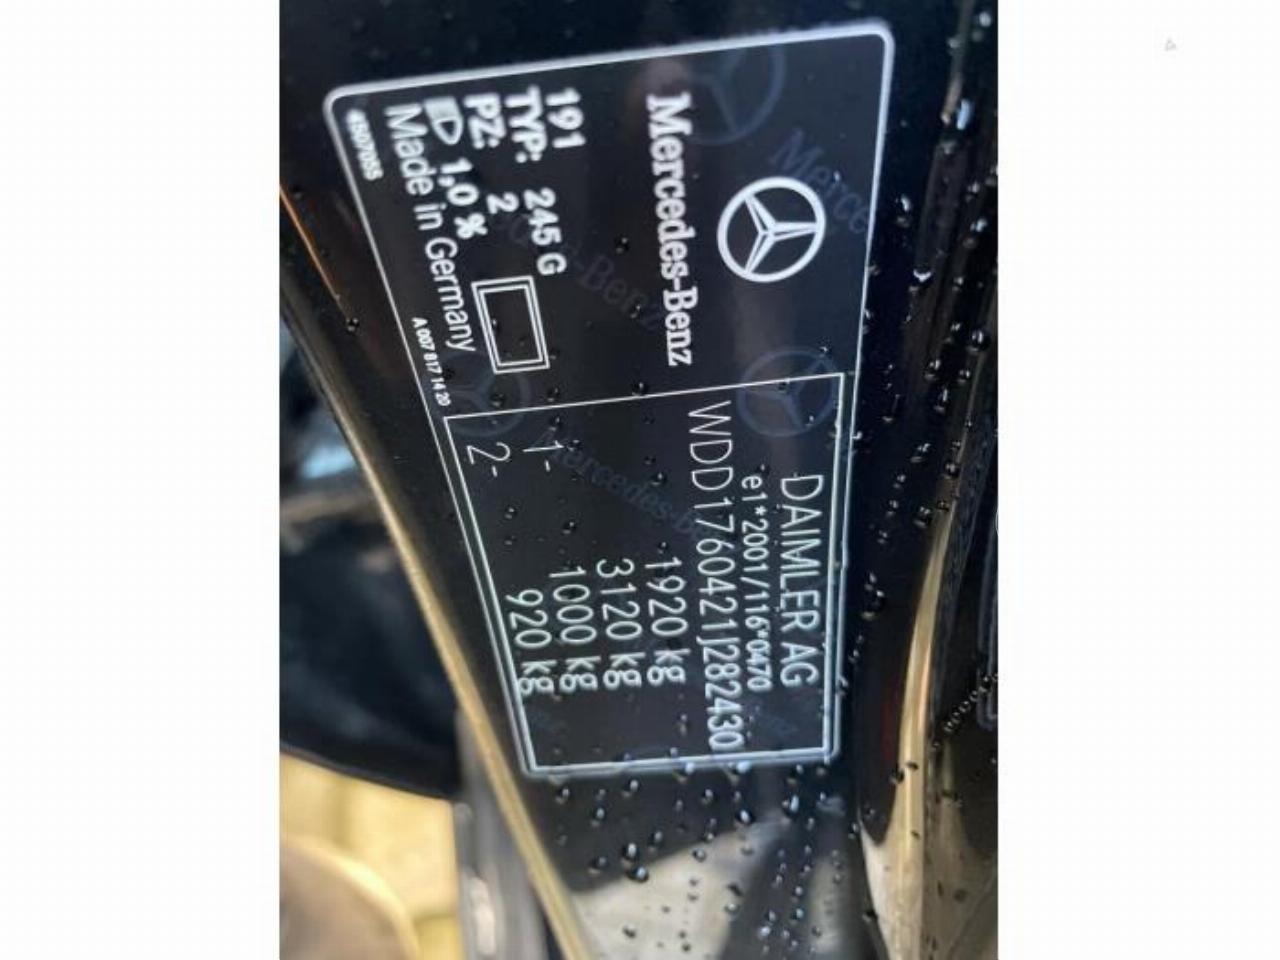 Mercedes-Benz
191
TYP: 245 G
PZ: 2
1,0 %
Made in Germany
4507055
A 007 817 14 20
DAIMLER AG
e1*2001/116*0470
WDD1760421J282430
1920 kg
3120 kg
1- 1000 kg
2- 920 kg